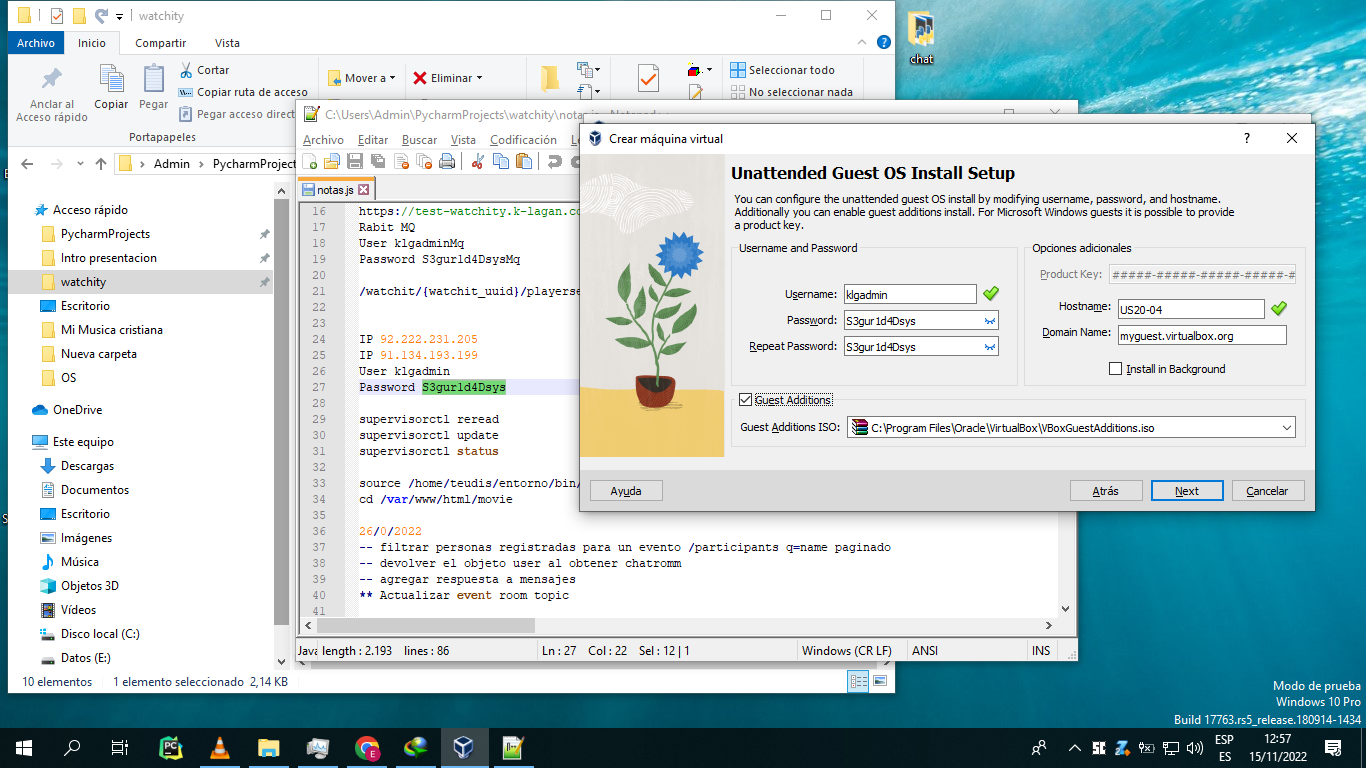 watchity
Archivo
Inicio
Compartir
Vista
Anclar al
Acceso rápido
Copiar
Pegar
Cortar
Copiar ruta de acceso
Pegar acceso direct
Portapapeles
Mover a
Eliminar
Seleccionar todo
No seleccionar nada
chat
Admin
PycharmProject
Acceso rápido
PycharmProjects
Intro presentacion
watchity
Escritorio
Mi Musica cristiana
Nueva carpeta
OS
OneDrive
Este equipo
Descargas
Documentos
Escritorio
Imágenes
Música
Objetos 3D
Vídeos
Disco local (C:)
Datos (E:)
10 elementos
1 elemento seleccionado 2,14 KB
C:\Users\Admin\PycharmProjects\watchity\notas.js
Archivo Editar Buscar Vista Codificación
notas.js
16 https://test-watchity.k-lagan.co
17 Rabit MQ
18 User klgadminMq
19 Password S3gurld4DsysMq
20
21 /watchit/{watchit_uuid}/playerse
22
23
24 IP 92.222.231.205
25 IP 91.134.193.199
26 User klgadmin
27 Password S3gurld4Dsys
28
29 supervisorctl reread
30 supervisorctl update
31 supervisorctl status
32
33 source /home/teudis/entorno/bin/
34 cd /var/www/html/movie
35
36 26/0/2022
37 -- filtrar personas registradas para un evento /participants q=name paginado
38 -- devolver el objeto user al obtener chatromm
39 -- agregar respuesta a mensajes
40 ** Actualizar event room topic
41
Java length : 2.193 lines : 86
Ln : 27 Col : 22 Sel : 12 | 1
Windows (CR LF)
ANSI
INS
Crear máquina virtual
Unattended Guest OS Install Setup
You can configure the unattended guest OS install by modifying username, password, and hostname.
Additionally you can enable guest additions install. For Microsoft Windows guests it is possible to provide
a product key.
Username and Password
Username: klgadmin
Password: S3gur1d4Dsys
Repeat Password: S3gur1d4Dsys
Opciones adicionales
Product Key: #####-#####-#####-#####-#
Hostname: US20-04
Domain Name: myguest.virtualbox.org
Install in Background
Guest Additions
Guest Additions ISO: C:\Program Files\Oracle\VirtualBox\VBoxGuestAdditions.iso
Ayuda
Atrás
Next
Cancelar
Modo de prueba
Windows 10 Pro
Build 17763.rs5_release.180914-1434
ESP
ES
12:57
15/11/2022